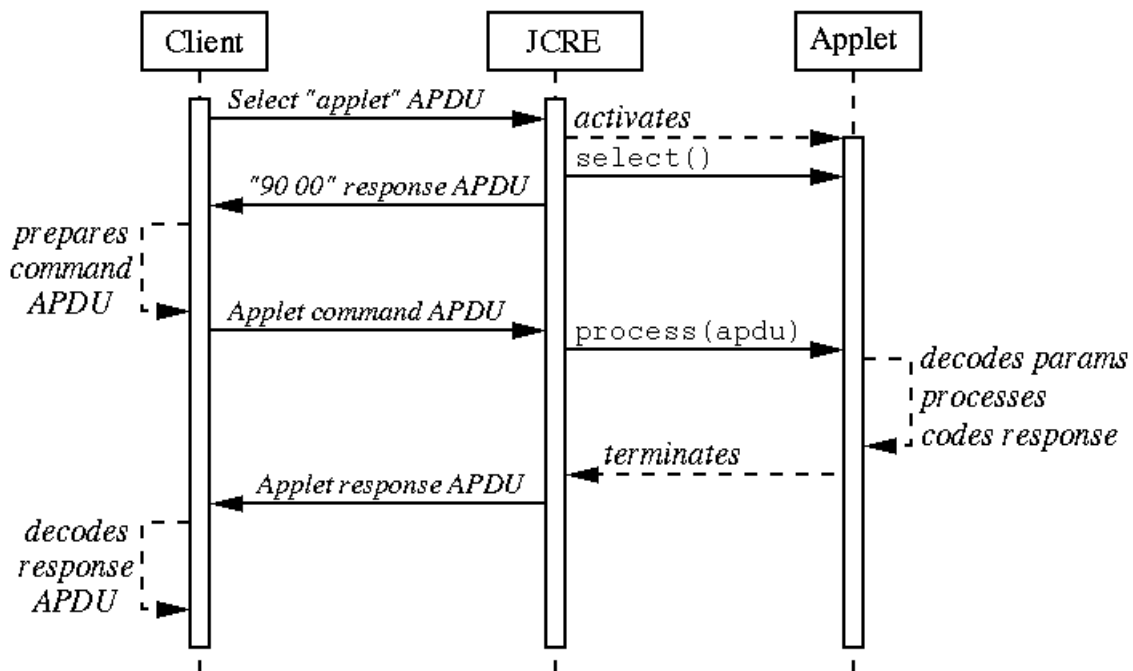 Client
JCRE
Applet
Select "applet" APDU
activates
select()
"90 00" response APDU
prepares
command
APDU
Applet command APDU
process(apdu)
decodes params
processes
codes response
terminates
Applet response APDU
decodes
response
APDU